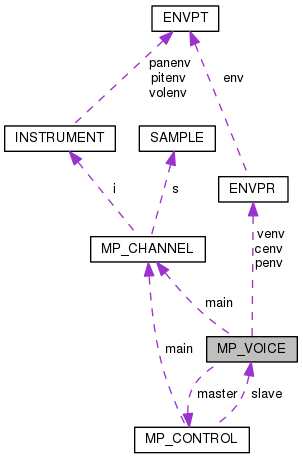 ENVPT
panenv
pitenv
volenv
env
INSTRUMENT
SAMPLE
i
s
ENVPR
MP_CHANNEL
venv
cenv
penv
main
main
MP_VOICE
master
slave
MP_CONTROL